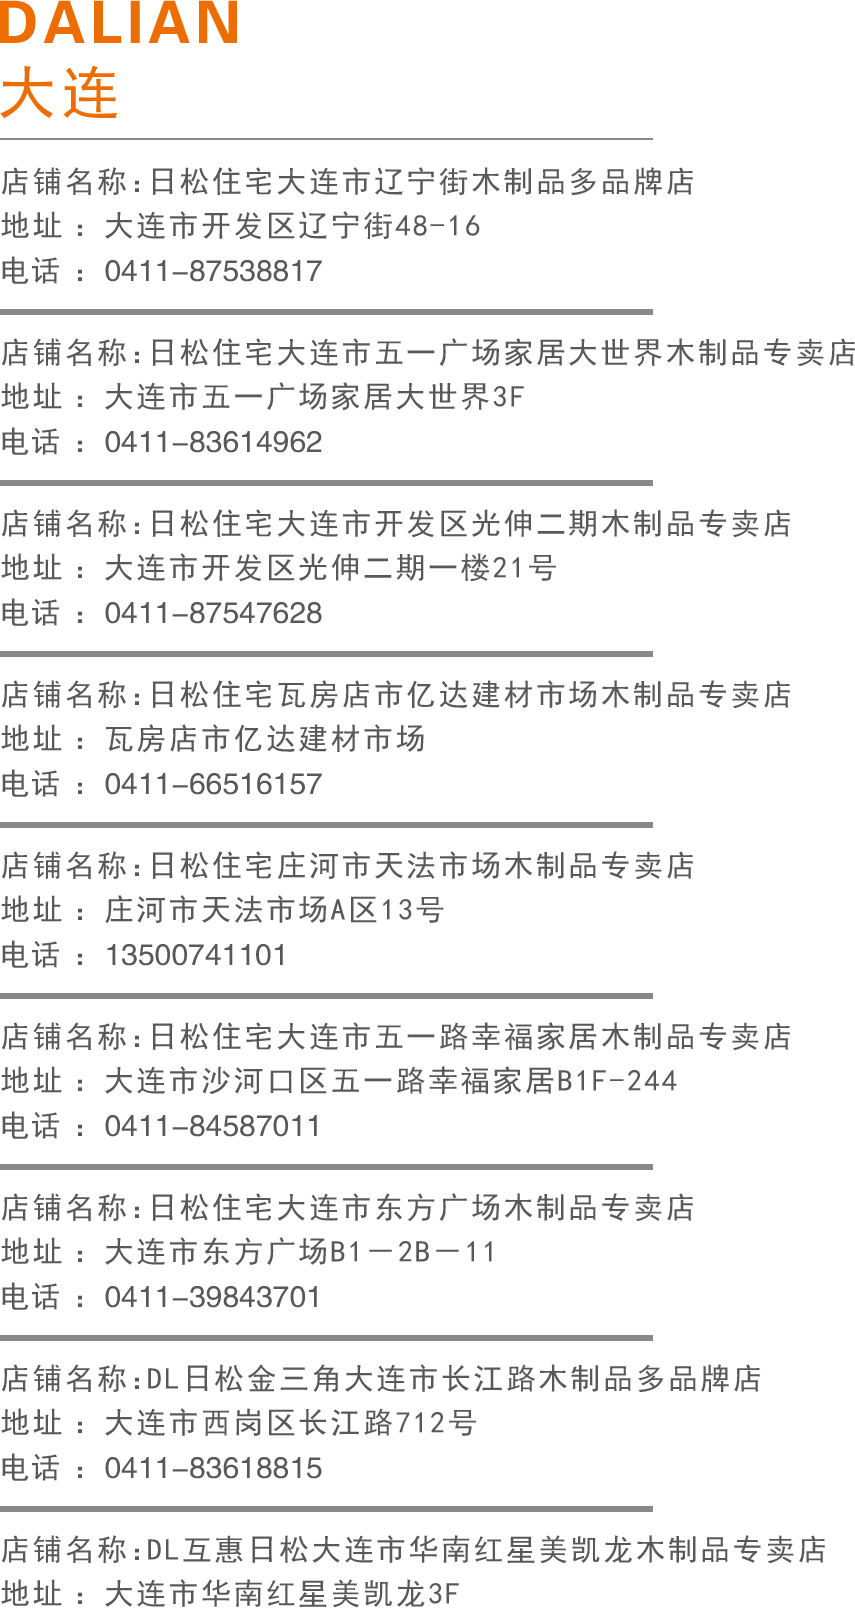 DALIAN
大连
店铺名称:日松住宅大连市辽宁街木制品多品牌店
地址 : 大连市开发区辽宁街48-16
电话 : 0411-87538817
店铺名称:日松住宅大连市五一广场家居大世界木制品专卖店
地址 : 大连市五一广场家居大世界3F
电话 : 0411-83614962
店铺名称:日松住宅大连市开发区光伸二期木制品专卖店
地址 : 大连市开发区光伸二期一楼21号
电话 : 0411-87547628
店铺名称:日松住宅瓦房店市亿达建材市场木制品专卖店
地址 : 瓦房店市亿达建材市场
电话 : 0411-66516157
店铺名称:日松住宅庄河市天法市场木制品专卖店
地址 : 庄河市天法市场A区13号
电话 : 13500741101
店铺名称:日松住宅大连市五一路幸福家居木制品专卖店
地址 : 大连市沙河口区五一路幸福家居B1F-244
电话 : 0411-84587011
店铺名称:日松住宅大连市东方广场木制品专卖店
地址 : 大连市东方广场B1－2B－11
电话 : 0411-39843701
店铺名称:DL日松金三角大连市长江路木制品多品牌店
地址 : 大连市西岗区长江路712号
电话 : 0411-83618815
店铺名称:DL互惠日松大连市华南红星美凯龙木制品专卖店
地址 : 大连市华南红星美凯龙3F